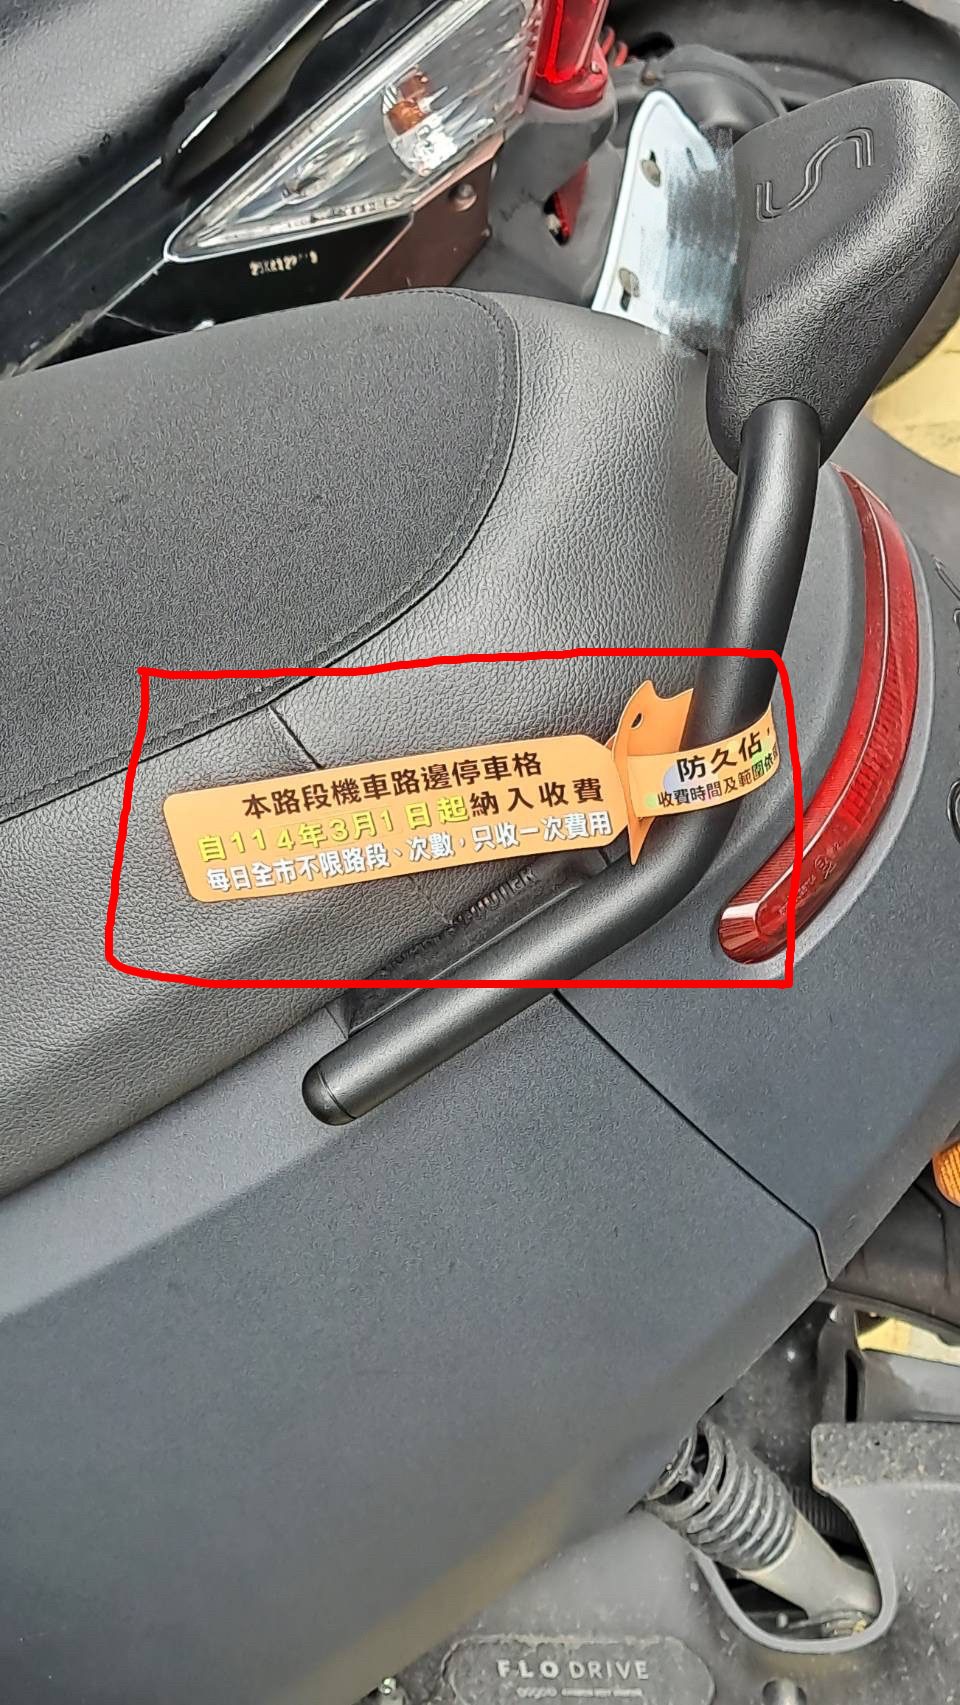 本路段機車路邊停車格
自114年3月1日起納入收費
每日全市不限路段、次數，只收一次費用
防久佔，
收費時間及範圍依
FLO DRIVE